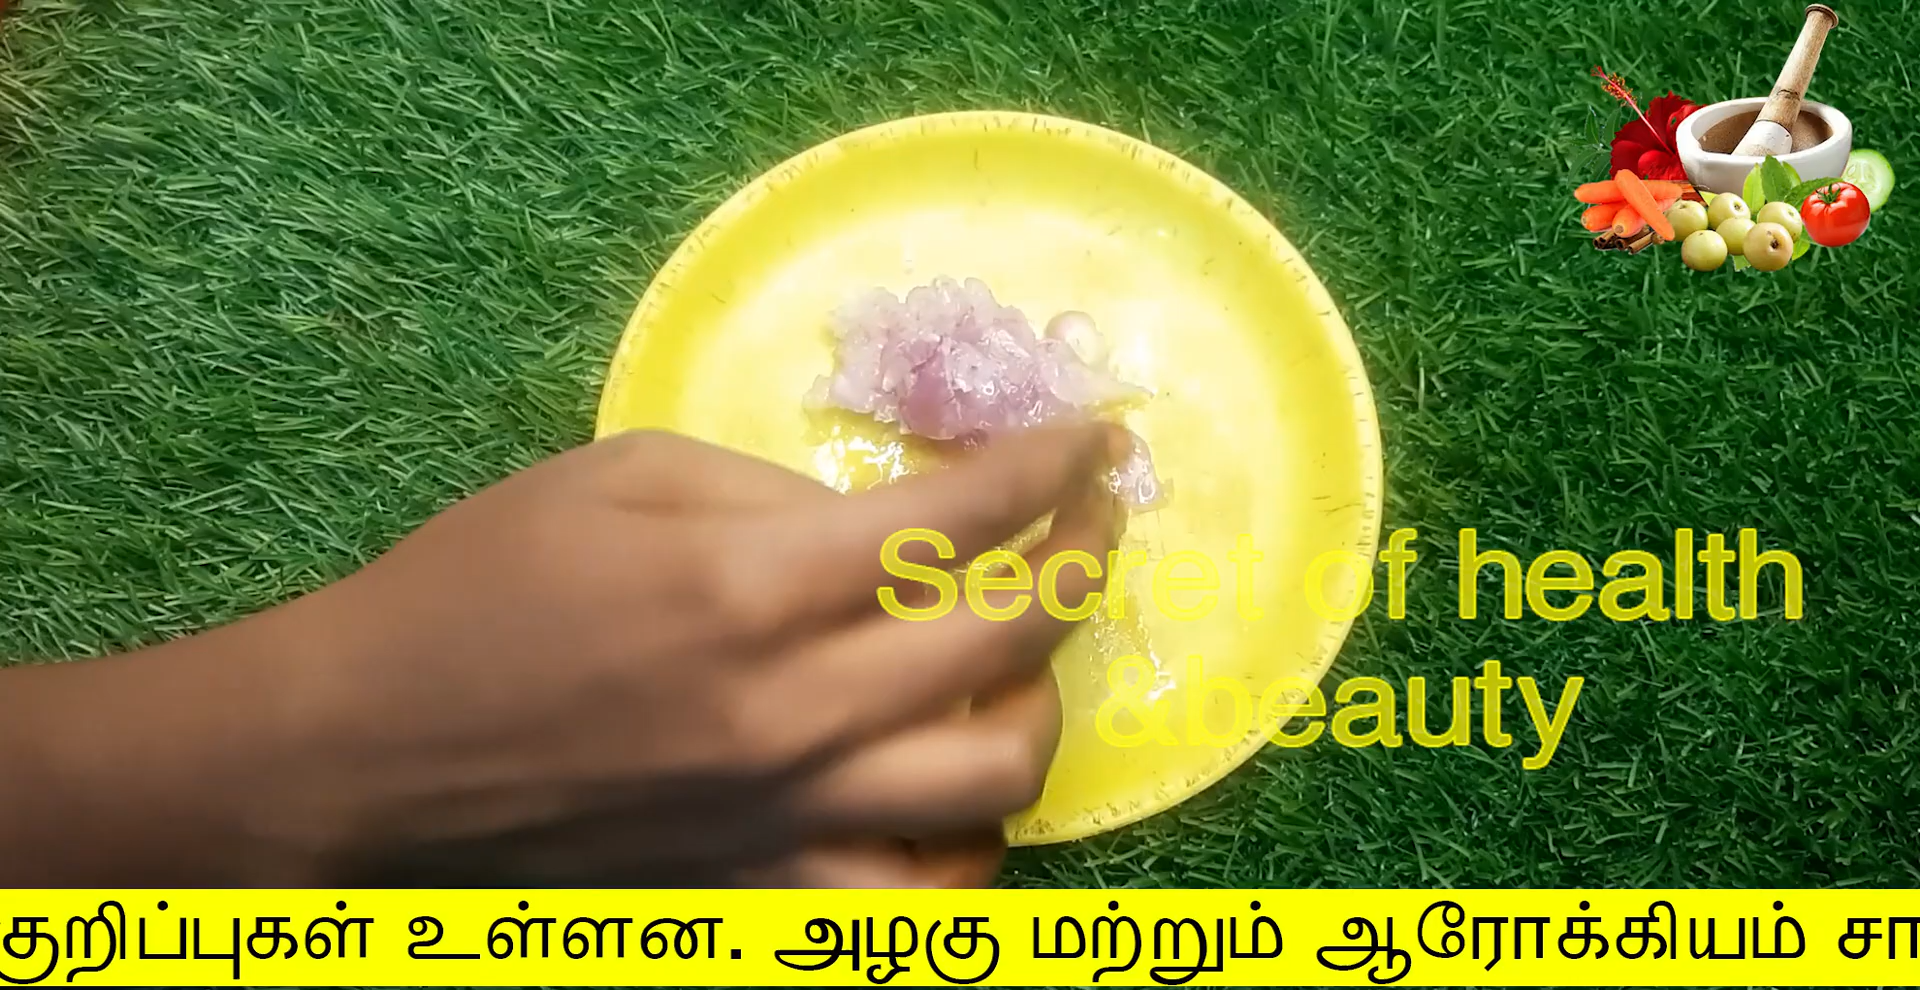 Secret of health
&beauty
குறிப்புகள் உள்ளன. அழகு மற்றும் ஆரோக்கியம் சா